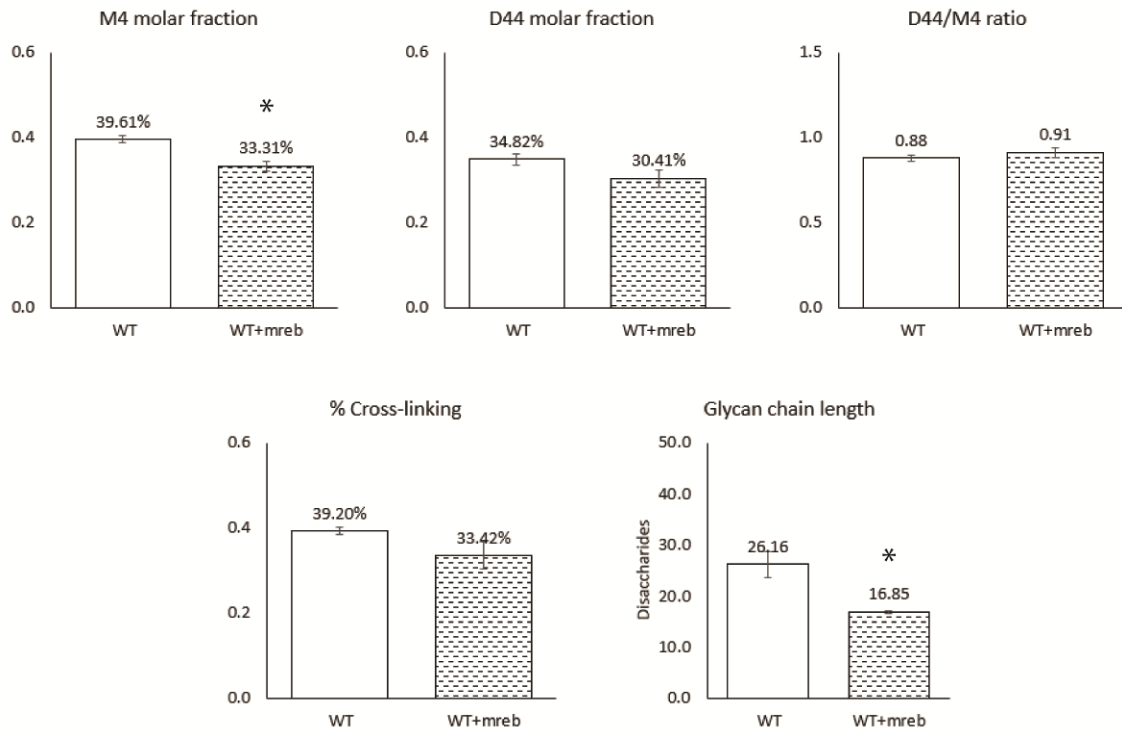 M4 molar fraction
0.6
0.4
0.2
0.0
39.61%
*
33.31%
WT
WT+mreb
D44 molar fraction
0.6
0.4
0.2
0.0
34.82%
30.41%
WT
WT+mreb
D44/M4 ratio
1.5
1.0
0.5
0.0
0.88
0.91
WT
WT+mreb
% Cross-linking
0.6
0.4
0.2
0.0
39.20%
33.42%
WT
WT+mreb
Glycan chain length
Disaccharides
50.0
40.0
30.0
20.0
10.0
0.0
26.16
*
16.85
WT
WT+mreb